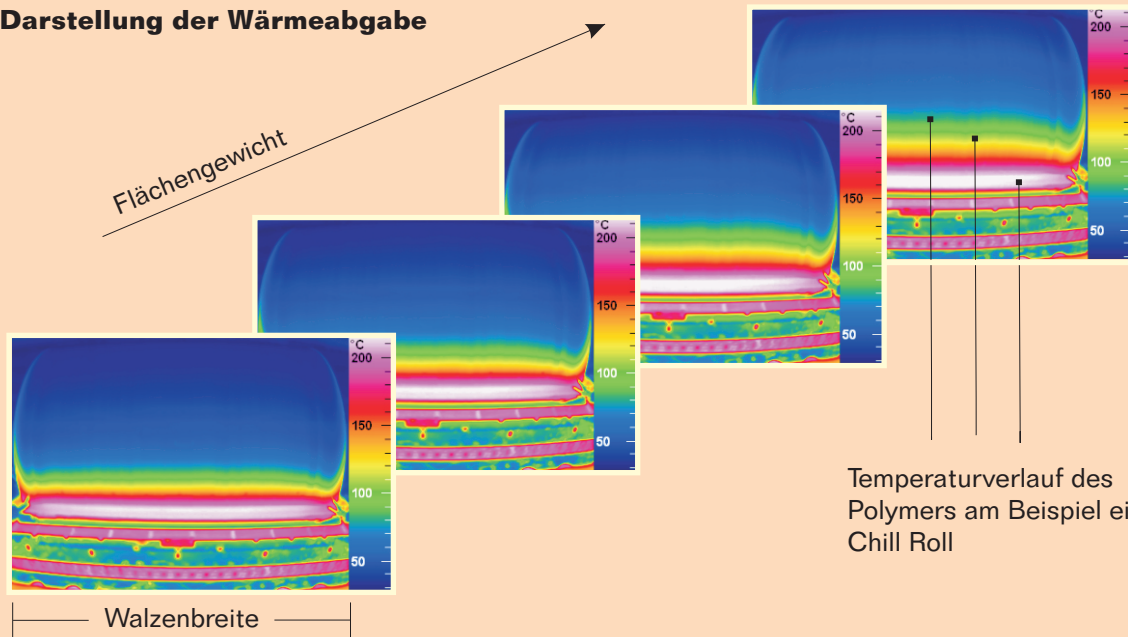 Darstellung der Wärmeabgabe
Flächengewicht
°C
200
150
100
50
°C
200
150
100
50
°C
200
150
100
50
°C
200
150
100
50
Temperaturverlauf des
Polymers am Beispiel ei
Chill Roll
Walzenbreite